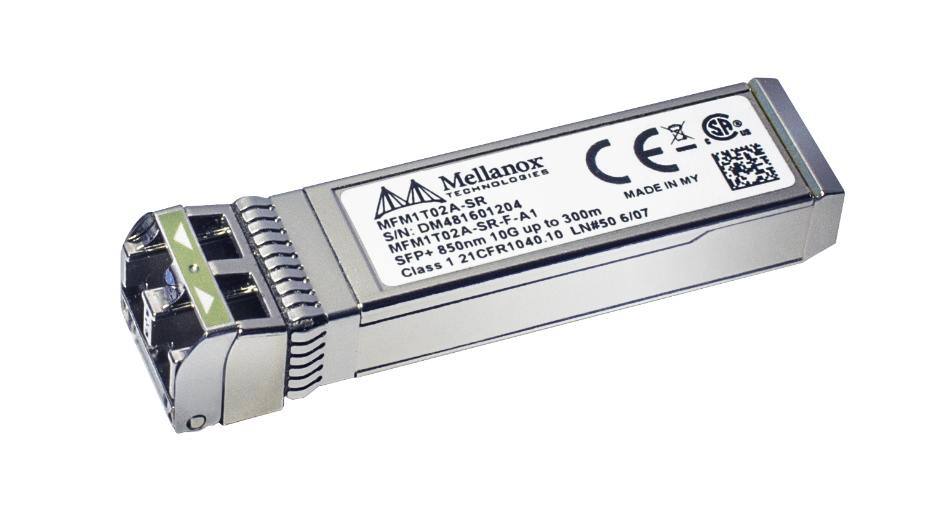 Mellanox
TECHNOLOGIES
MFM1T02A-SR
S/N: DM481601204
MFM1T02A-SR-F-A1
SFP+ 850nm 10G up to 300m
Class 1 21CFR1040.10 LN#50 6/07
CE
MADE IN MY